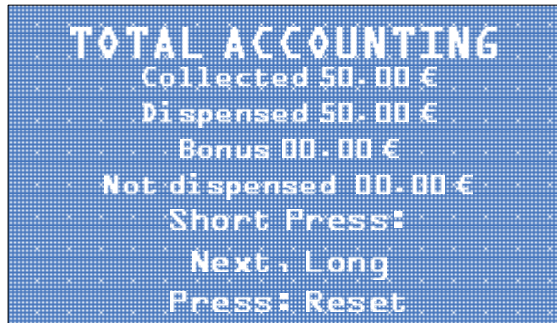 TOTAL ACCOUNTING
Collected 50.00 €
Dispensed 50.00 €
Bonus 00.00 €
Not dispensed 00.00 €
Short Press:
Next, Long
Press: Reset